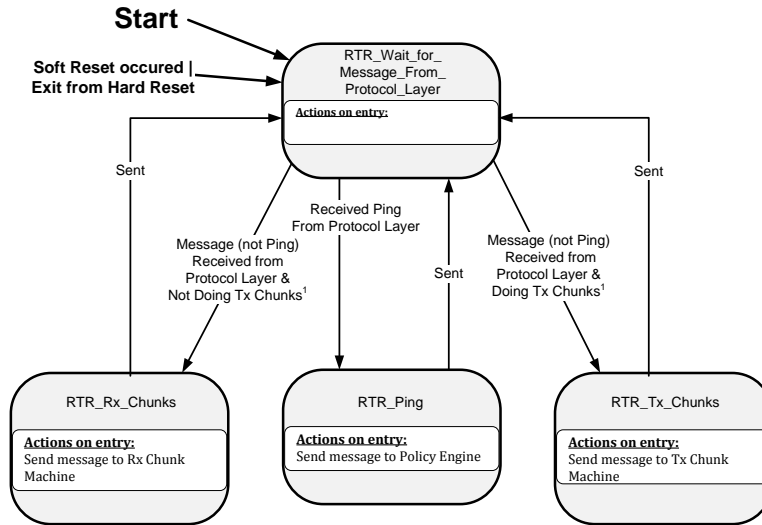 Start
Soft Reset occured |
Exit from Hard Reset
RTR_Wait_for_
Message_From_
Protocol_Layer
Actions on entry:
Sent
Received Ping
From Protocol Layer
Sent
Sent
Message (not Ping)
Received from
Protocol Layer &
Not Doing Tx Chunks¹
Message (not Ping)
Received from
Protocol Layer &
Doing Tx Chunks¹
RTR_Rx_Chunks
Actions on entry:
Send message to Rx Chunk
Machine
RTR_Ping
Actions on entry:
Send message to Policy Engine
RTR_Tx_Chunks
Actions on entry:
Send message to Tx Chunk
Machine